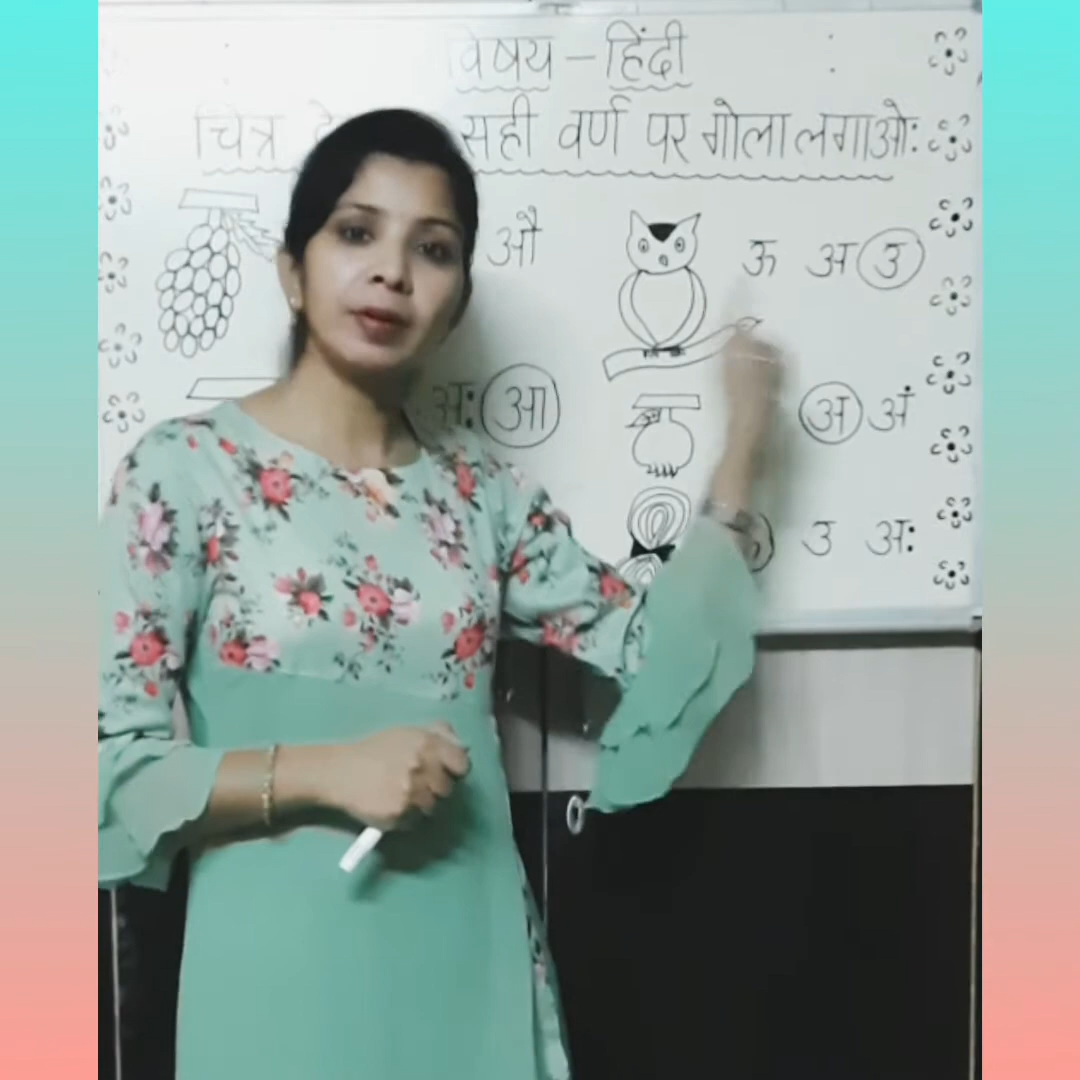 विषय – हिंदी
चित्र सही वर्ण पर गोला लगाओ:
औ ऊ अ उ
अः आ अ अं
उ अः